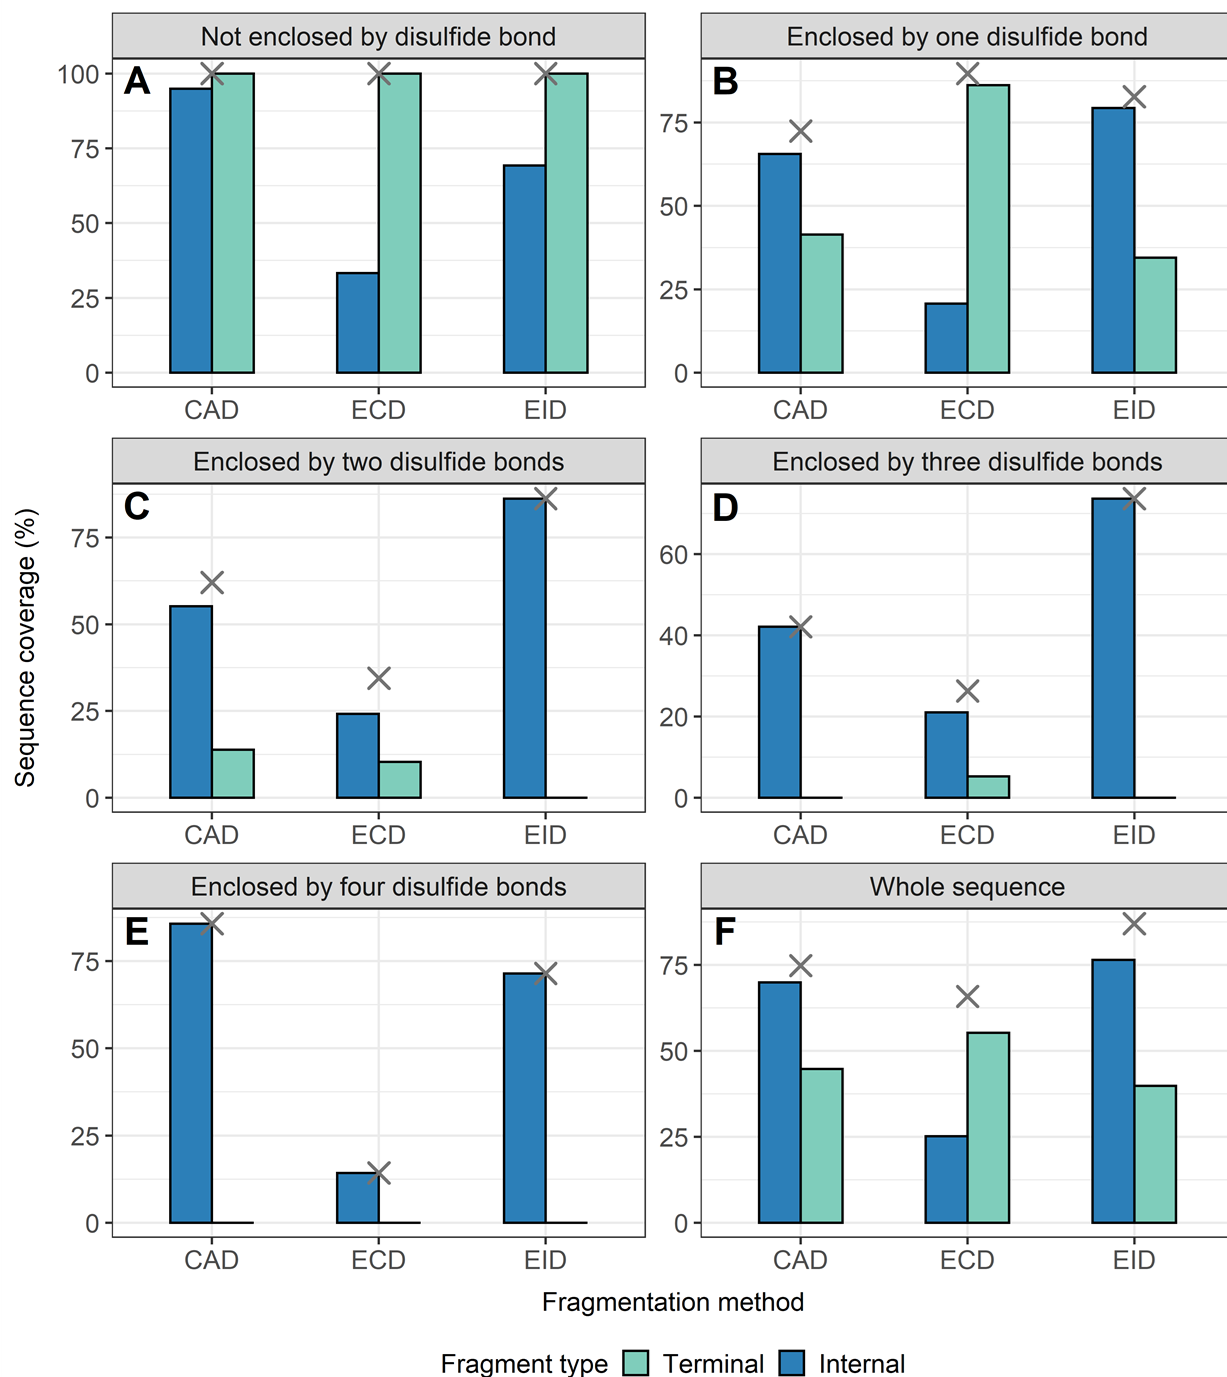 Not enclosed by disulfide bond
A
100
75
50
25
0
CAD ECD EID
Enclosed by one disulfide bond
B
75
50
25
0
CAD ECD EID
Enclosed by two disulfide bonds
C
75
50
25
0
CAD ECD EID
Enclosed by three disulfide bonds
D
60
40
20
0
CAD ECD EID
Enclosed by four disulfide bonds
E
75
50
25
0
CAD ECD EID
Whole sequence
F
75
50
25
0
CAD ECD EID
Sequence coverage (%)
Fragmentation method
Fragment type Terminal Internal